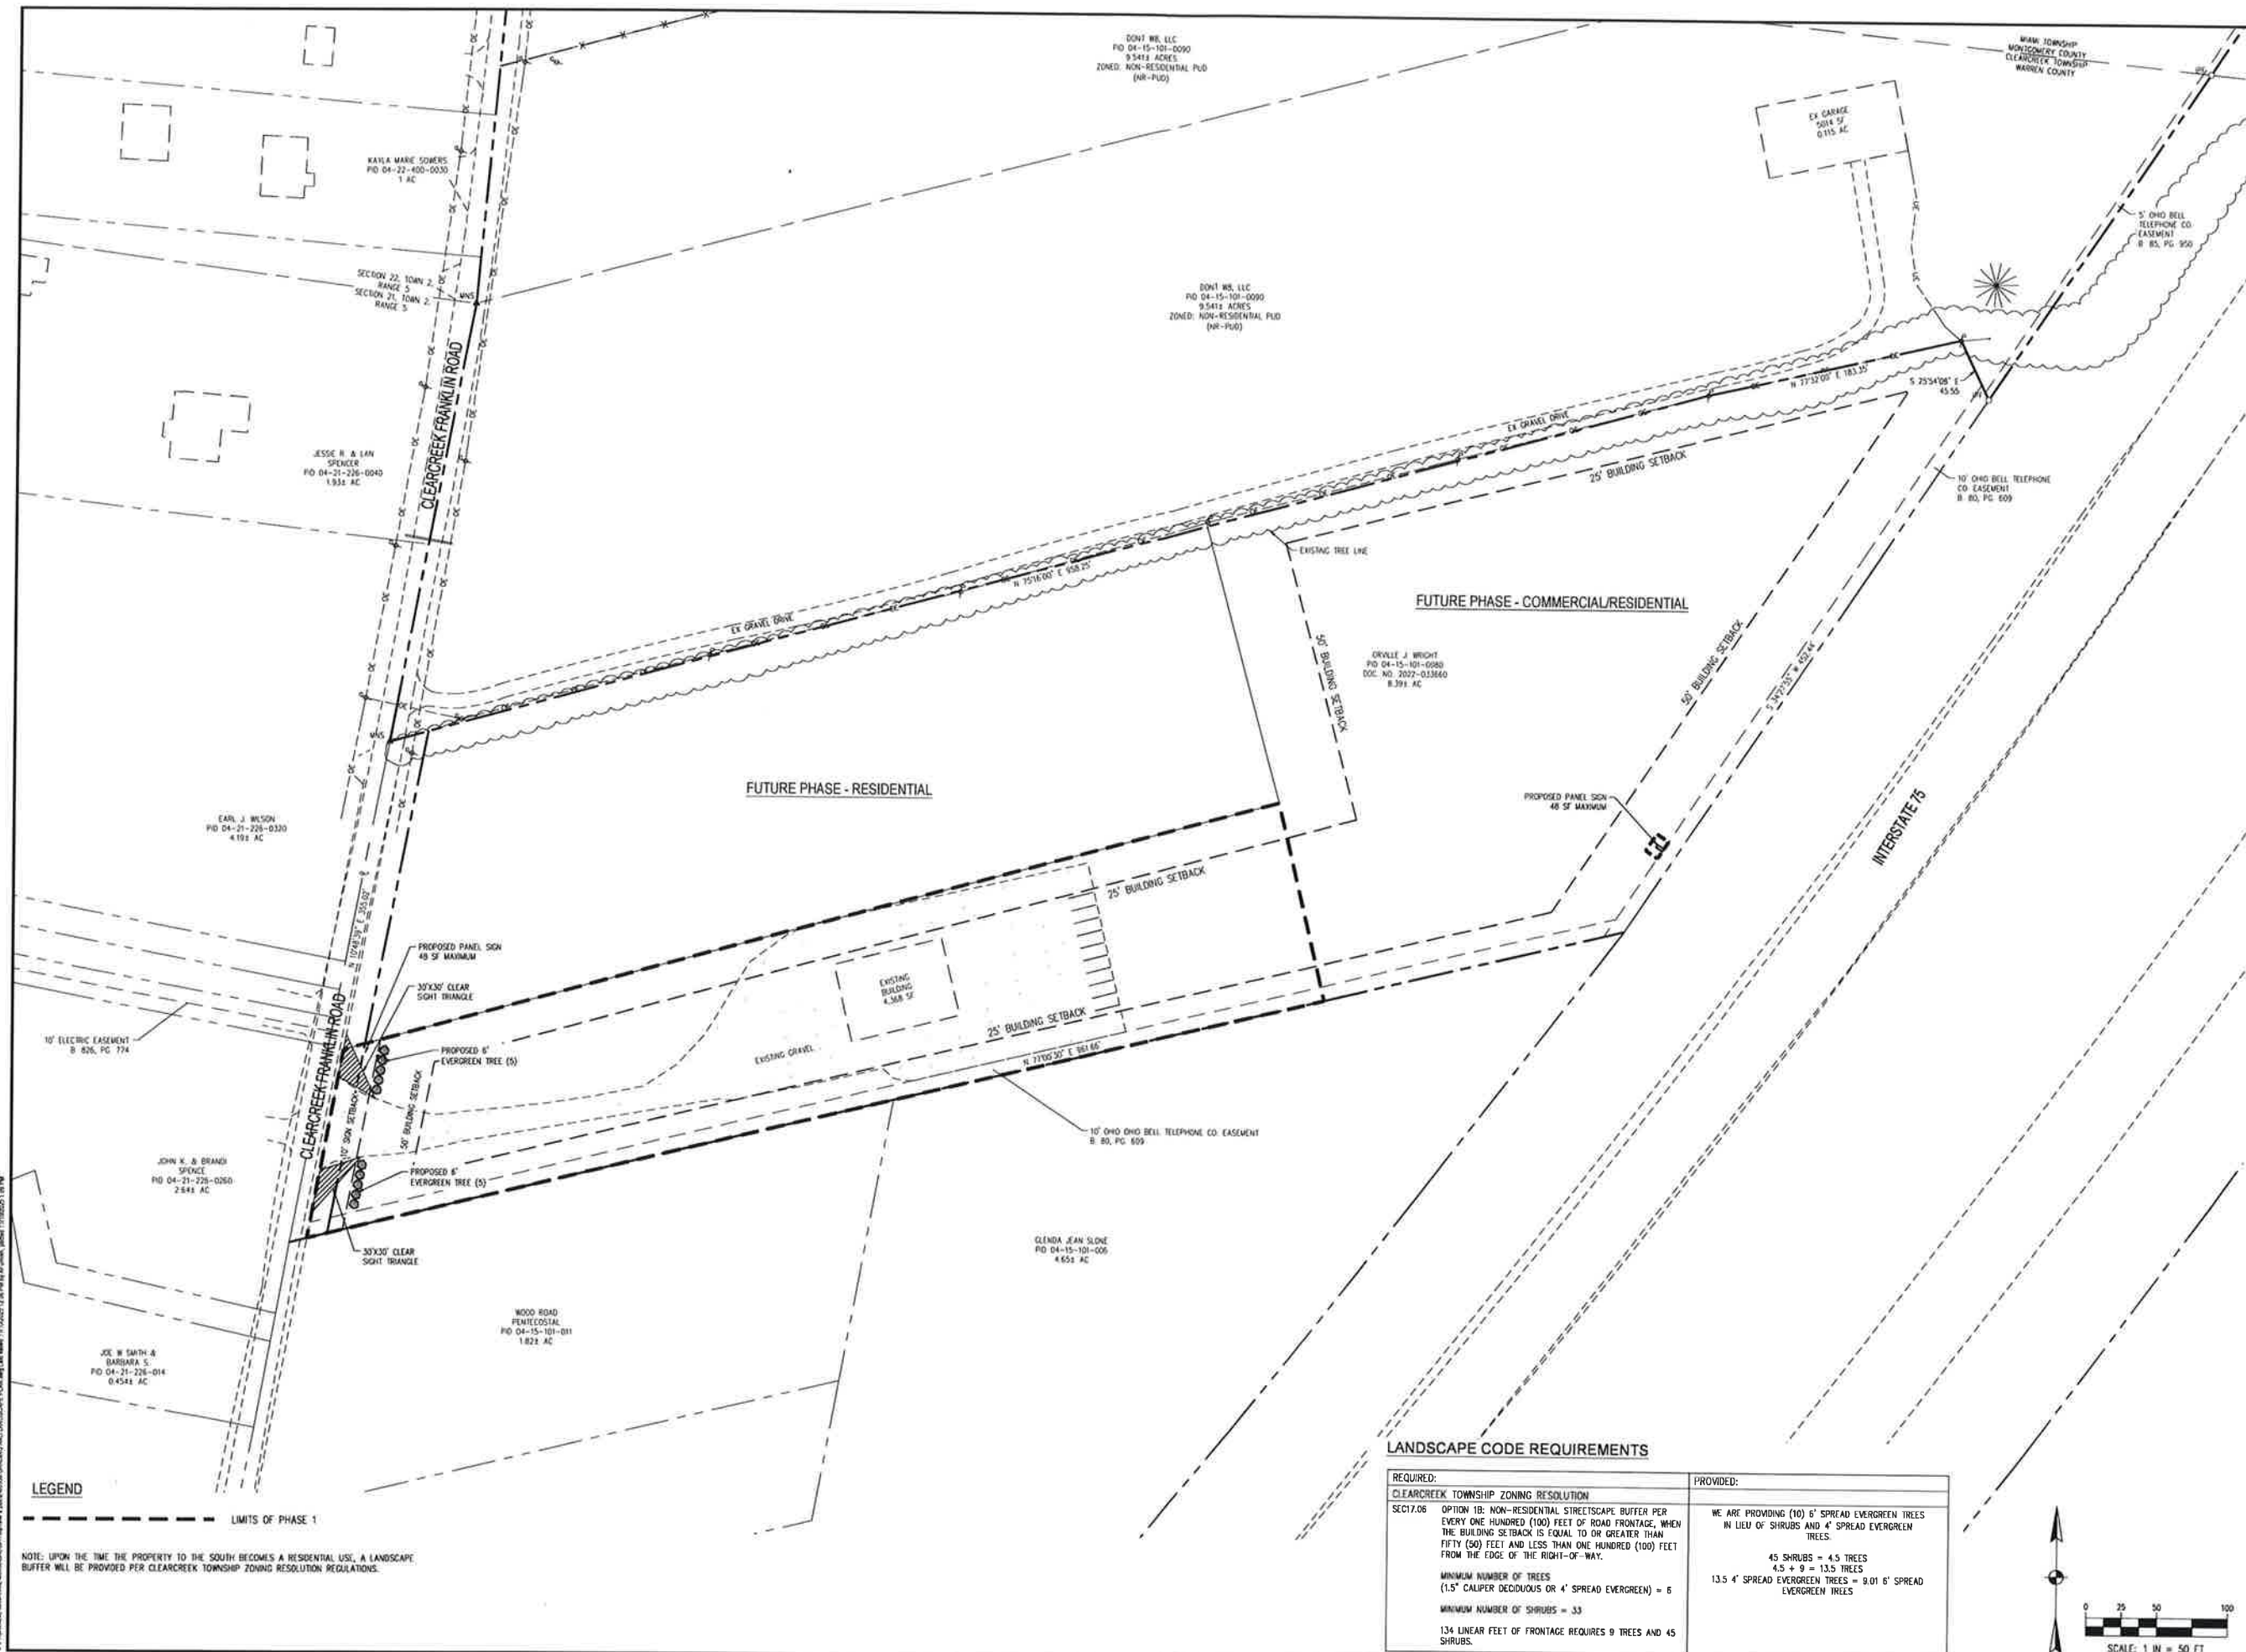 DON'T W8, LLC
PID 04-15-101-0090
9.541± ACRES
ZONED: NON-RESIDENTIAL PUD
(NR-PUD)
MIAMI TOWNSHIP
MONTGOMERY COUNTY
CLEARCREEK TOWNSHIP
WARREN COUNTY
EX GARAGE
5014 SF
0.115 AC
KAYLA MARIE SOWERS
PID 04-22-400-0030
1 AC
5' OHIO BELL
TELEPHONE CO.
EASEMENT
B 85, PG 950
SECTION 22, TOWN 2,
RANGE 5
SECTION 21, TOWN 2,
RANGE 5
MNS
DON'T W8, LLC
PID 04-15-101-0090
9.541± ACRES
ZONED: NON-RESIDENTIAL PUD
(NR-PUD)
CLEARCREEK FRANKLIN ROAD
N 77°32'00" E 183.35'
S 25°54'08" E
45.55
EX GRAVEL DRIVE
25' BUILDING SETBACK
JESSE R. & LAN
SPENCER
PID 04-21-226-0040
1.93± AC
10' OHIO BELL TELEPHONE
CO. EASEMENT
B 80, PG 609
EXISTING TREE LINE
N 75°16'00" E 958.25'
EX GRAVEL DRIVE
FUTURE PHASE - COMMERCIAL/RESIDENTIAL
50' BUILDING SETBACK
ORVILLE J. WRIGHT
PID 04-15-101-0080
DOC. NO. 2022-033660
8.39± AC
50' BUILDING SETBACK
S 34°27'55" W 452.44'
MNS
FUTURE PHASE - RESIDENTIAL
PROPOSED PANEL SIGN
48 SF MAXIMUM
INTERSTATE 75
EARL J. WILSON
PID 04-21-226-0320
4.19± AC
N 10°48'39" E 355.02'
25' BUILDING SETBACK
PROPOSED PANEL SIGN
48 SF MAXIMUM
30'X30' CLEAR
SIGHT TRIANGLE
EXISTING
BUILDING
4,368 SF
25' BUILDING SETBACK
10' ELECTRIC EASEMENT
B 826, PG 774
CLEARCREEK FRANKLIN ROAD
PROPOSED 6'
EVERGREEN TREE (5)
EXISTING GRAVEL
N 77°00'30" E 961.66'
10' SIGN SETBACK
50' BUILDING SETBACK
10' OHIO OHIO BELL TELEPHONE CO. EASEMENT
B 80, PG 609
JOHN K. & BRANDI
SPENCE
PID 04-21-226-0260
2.64± AC
PROPOSED 6'
EVERGREEN TREE (5)
30'X30' CLEAR
SIGHT TRIANGLE
GLENDA JEAN SLONE
PID 04-15-101-006
4.65± AC
WOOD ROAD
PENTECOSTAL
PID 04-15-101-011
1.82± AC
JOE W SMITH &
BARBARA S.
PID 04-21-226-014
0.454± AC
LEGEND
LIMITS OF PHASE 1
NOTE: UPON THE TIME THE PROPERTY TO THE SOUTH BECOMES A RESIDENTIAL USE, A LANDSCAPE
BUFFER WILL BE PROVIDED PER CLEARCREEK TOWNSHIP ZONING RESOLUTION REGULATIONS.
LANDSCAPE CODE REQUIREMENTS
REQUIRED:
PROVIDED:
CLEARCREEK TOWNSHIP ZONING RESOLUTION
SEC17.06 OPTION 1B: NON-RESIDENTIAL STREETSCAPE BUFFER PER
EVERY ONE HUNDRED (100) FEET OF ROAD FRONTAGE, WHEN
THE BUILDING SETBACK IS EQUAL TO OR GREATER THAN
FIFTY (50) FEET AND LESS THAN ONE HUNDRED (100) FEET
FROM THE EDGE OF THE RIGHT-OF-WAY.
MINIMUM NUMBER OF TREES
(1.5" CALIPER DECIDUOUS OR 4' SPREAD EVERGREEN) = 6
MINIMUM NUMBER OF SHRUBS = 33
134 LINEAR FEET OF FRONTAGE REQUIRES 9 TREES AND 45
SHRUBS.
WE ARE PROVIDING (10) 6' SPREAD EVERGREEN TREES
IN LIEU OF SHRUBS AND 4' SPREAD EVERGREEN
TREES.
45 SHRUBS = 4.5 TREES
4.5 + 9 = 13.5 TREES
13.5 4' SPREAD EVERGREEN TREES = 9.01 6' SPREAD
EVERGREEN TREES
0 25 50 100
SCALE: 1 IN = 50 FT